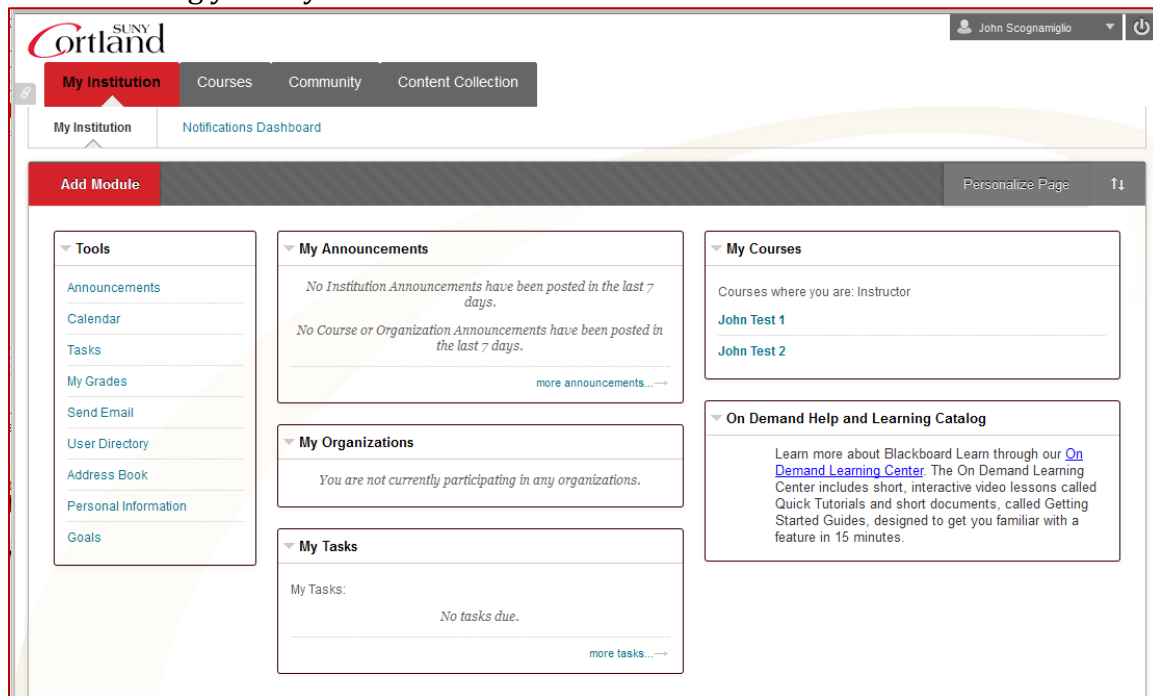 SUNY
Cortland
John Scognamiglio
My Institution
Courses
Community
Content Collection
My Institution
Notifications Dashboard
Add Module
Personalize Page
Tools
Announcements
Calendar
Tasks
My Grades
Send Email
User Directory
Address Book
Personal Information
Goals
My Announcements
No Institution Announcements have been posted in the last 7
days.
No Course or Organization Announcements have been posted in
the last 7 days.
more announcements...→
My Organizations
You are not currently participating in any organizations.
My Tasks
My Tasks:
No tasks due.
more tasks...→
My Courses
Courses where you are: Instructor
John Test 1
John Test 2
On Demand Help and Learning Catalog
Learn more about Blackboard Learn through our On
Demand Learning Center. The On Demand Learning
Center includes short, interactive video lessons called
Quick Tutorials and short documents, called Getting
Started Guides, designed to get you familiar with a
feature in 15 minutes.